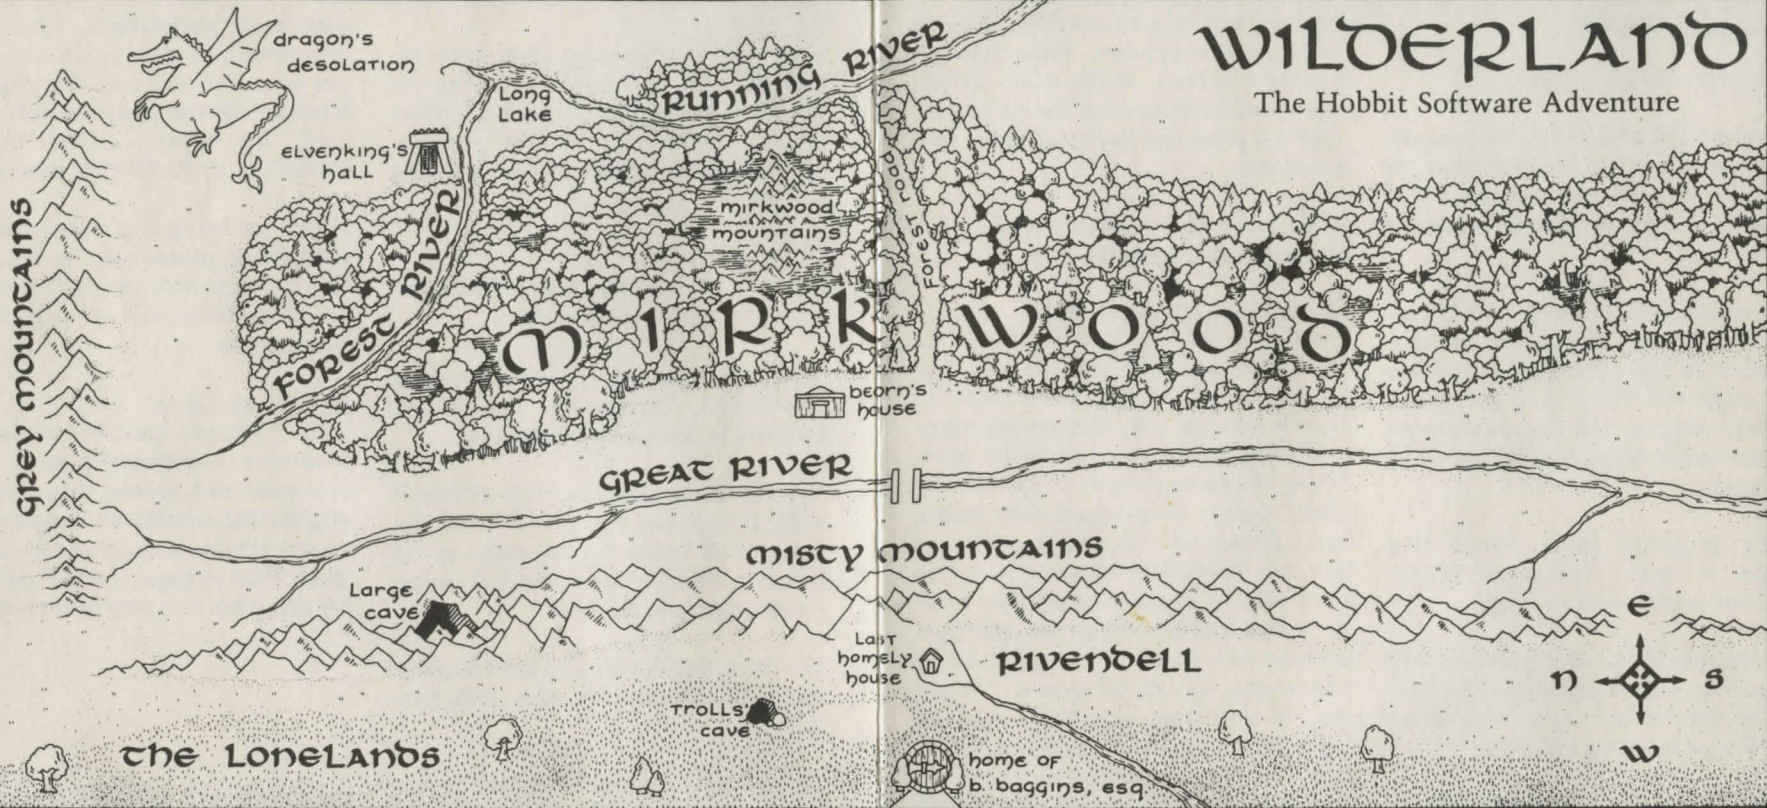 WILDERLAND
The Hobbit Software Adventure
dragon's
desolation
Long
Lake
RUNNING RIVER
elvenking's
hall
FOREST RIVER
mirkwood
mountains
forest road
grey mountains
MIRKWOOD
beorn's
house
GREAT RIVER
MISTY MOUNTAINS
Large
cave
Last
homely
house
RIVENDELL
Trolls'
cave
THE LONELANDS
home of
b. baggins, esq
E
N
S
W